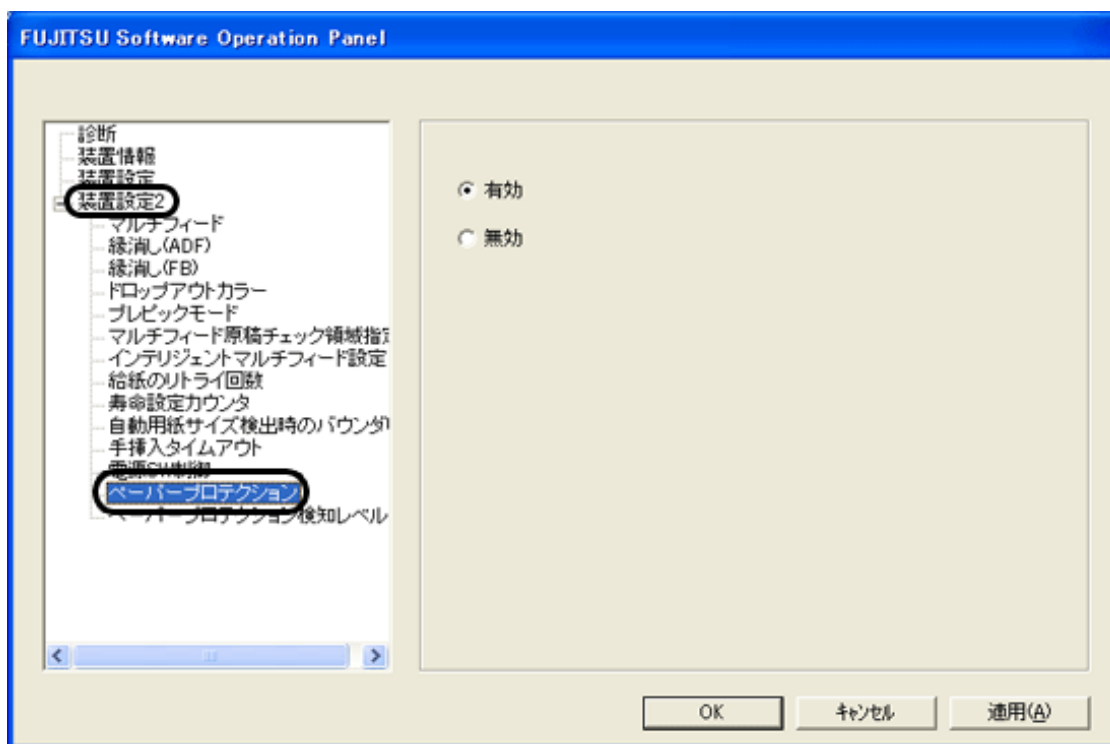 FUJITSU Software Operation Panel
診断
装置情報
装置設定
装置設定2
マルチフィード
縁消し(ADF)
縁消し(FB)
ドロップアウトカラー
プレピックモード
マルチフィード原稿チェック領域指定
インテリジェントマルチフィード設定
給紙のリトライ回数
寿命設定カウンタ
自動用紙サイズ検出時のバウンダリ
手挿入タイムアウト
電源SW制御
ペーパープロテクション
ペーパープロテクション検知レベル
有効
無効
OK
キャンセル
適用(A)